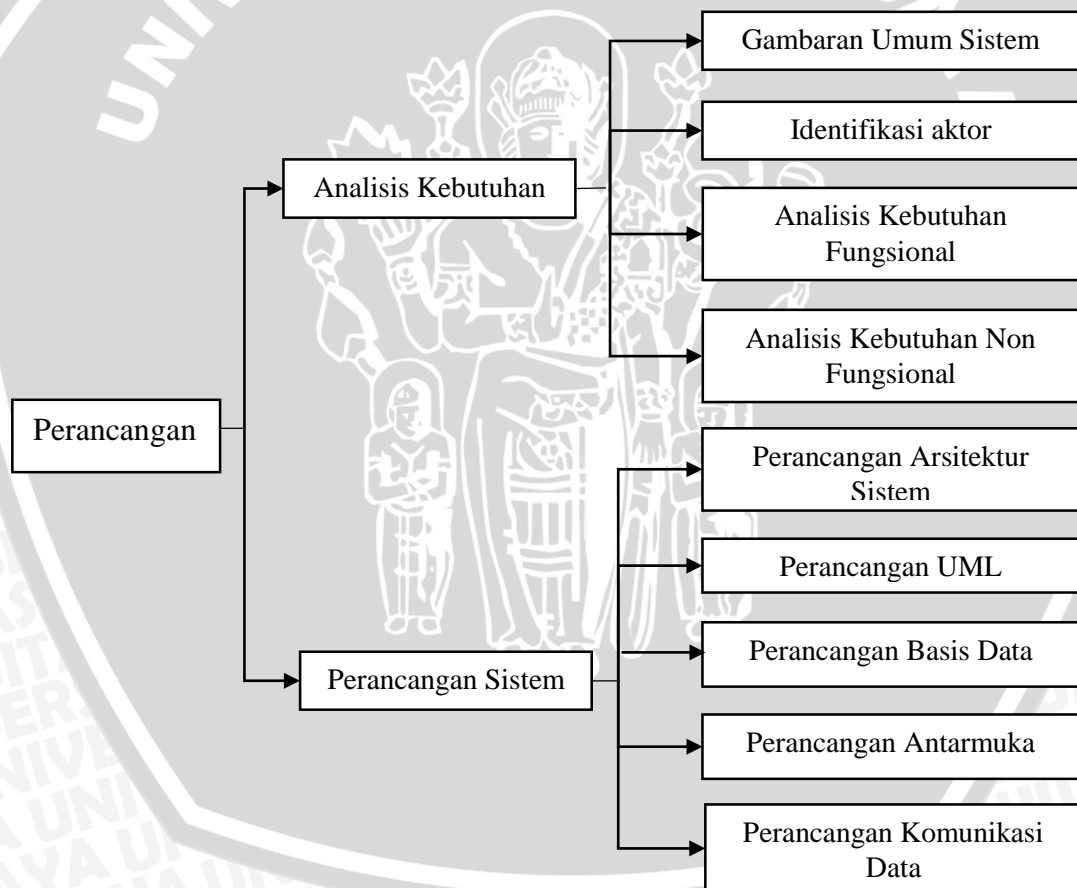 Gambaran Umum Sistem
Identifikasi aktor
Analisis Kebutuhan
Analisis Kebutuhan
Fungsional
Analisis Kebutuhan Non
Fungsional
Perancangan
Perancangan Arsitektur
Sistem
Perancangan UML
Perancangan Basis Data
Perancangan Sistem
Perancangan Antarmuka
Perancangan Komunikasi
Data